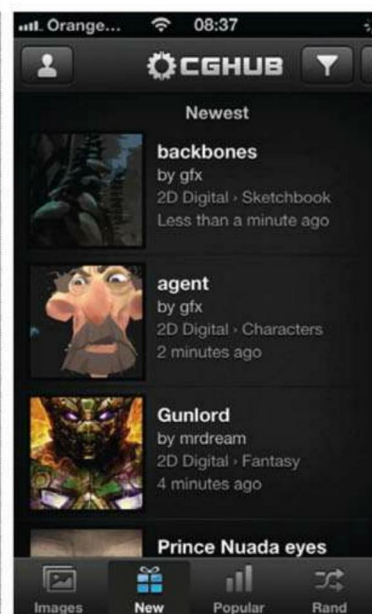 Orange... 08:37
CGHUB
Newest
backbones
by gfx
2D Digital › Sketchbook
Less than a minute ago
agent
by gfx
2D Digital › Characters
2 minutes ago
Gunlord
by mrdream
2D Digital › Fantasy
4 minutes ago
Prince Nuada eyes
Images New Popular Rand